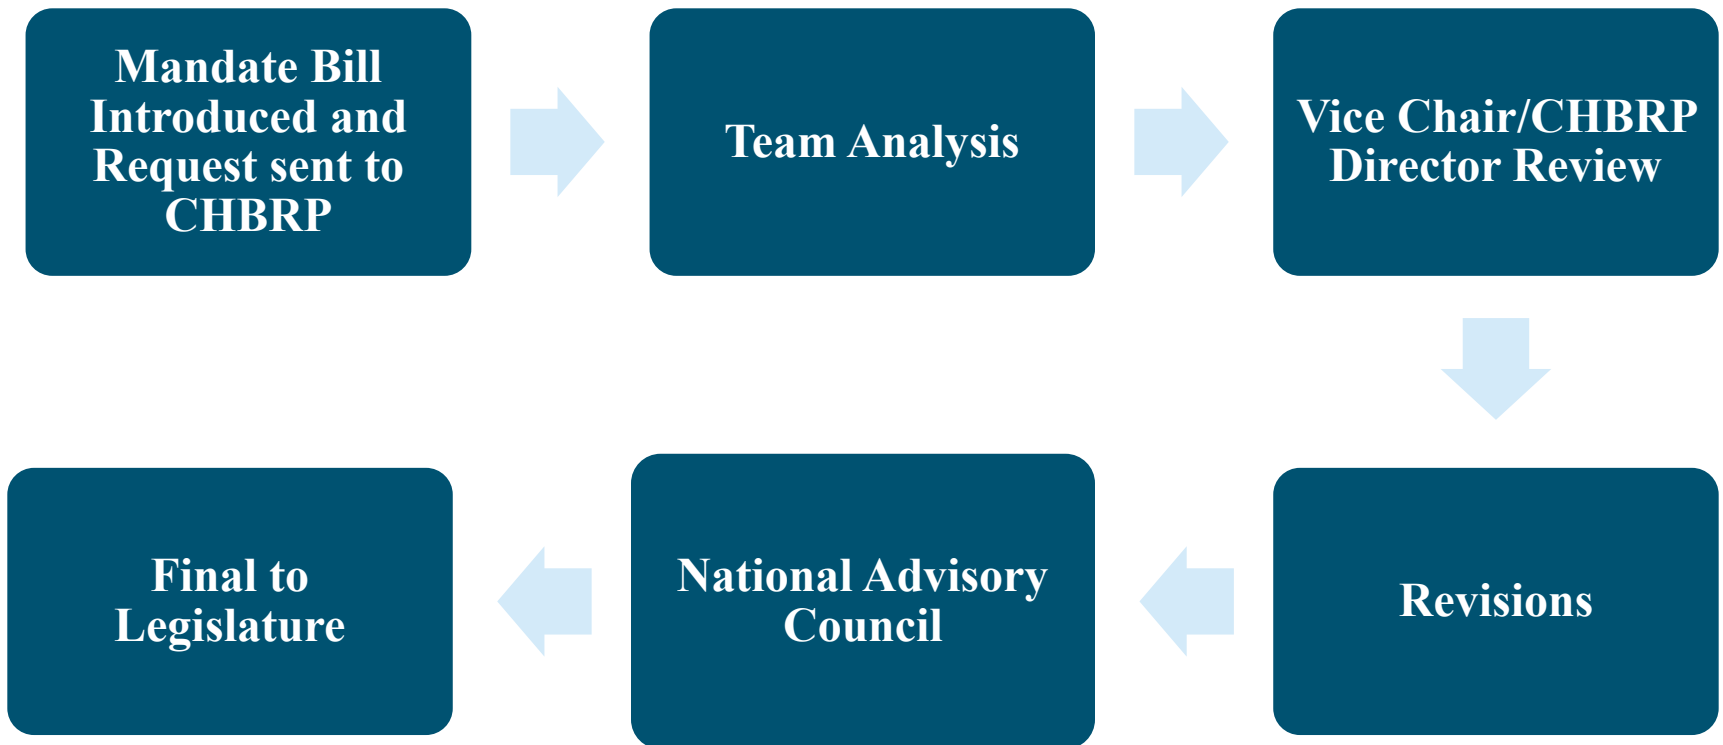 Mandate Bill
Introduced and
Request sent to
CHBRP
Team Analysis
Vice Chair/CHBRP
Director Review
Revisions
National Advisory
Council
Final to
Legislature